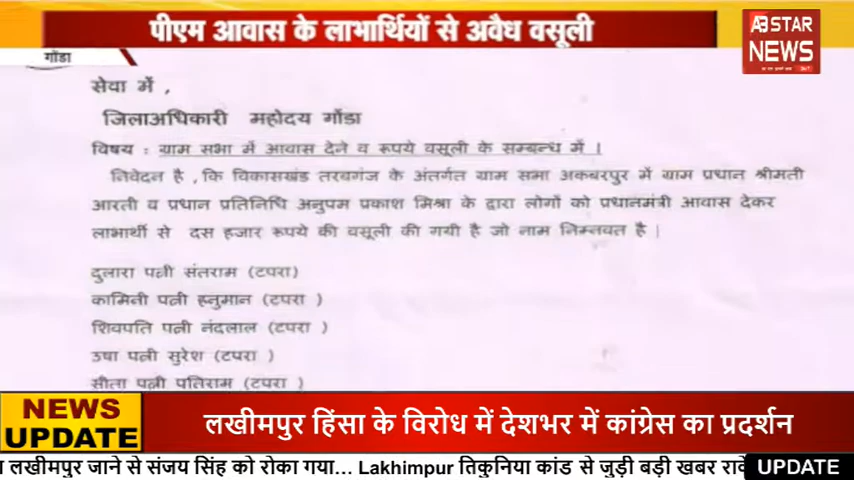 पीएम आवास के लाभार्थियों से अवैध वसूली
AB STAR
NEWS
गोंडा
सेवा में ,
जिलाअधिकारी महोदय गोंडा
विषय : ग्राम सभा में आवास देने व रूपये वसूली के सम्बन्ध में ।
निवेदन है , कि विकासखंड तरबगंज के अंतर्गत ग्राम सभा अकबरपुर में ग्राम प्रधान श्रीमती
आरती व प्रधान प्रतिनिधि अनुपम प्रकाश मिश्रा के द्वारा लोगों को प्रधानमंत्री आवास देकर
लाभार्थी से दस हजार रूपये की वसूली की गयी है जो नाम निम्नवत है |
दुलारा पत्नी संतराम (टपरा)
कामिनी पत्नी हनुमान (टपरा )
शिवपति पत्नी नंदलाल (टपरा )
उषा पत्नी सुरेश (टपरा )
सीता पत्नी पतिराम (टपरा )
NEWS
UPDATE
लखीमपुर हिंसा के विरोध में देशभर में कांग्रेस का प्रदर्शन
लखीमपुर जाने से संजय सिंह को रोका गया... Lakhimpur तिकुनिया कांड से जुड़ी बड़ी खबर
UPDATE